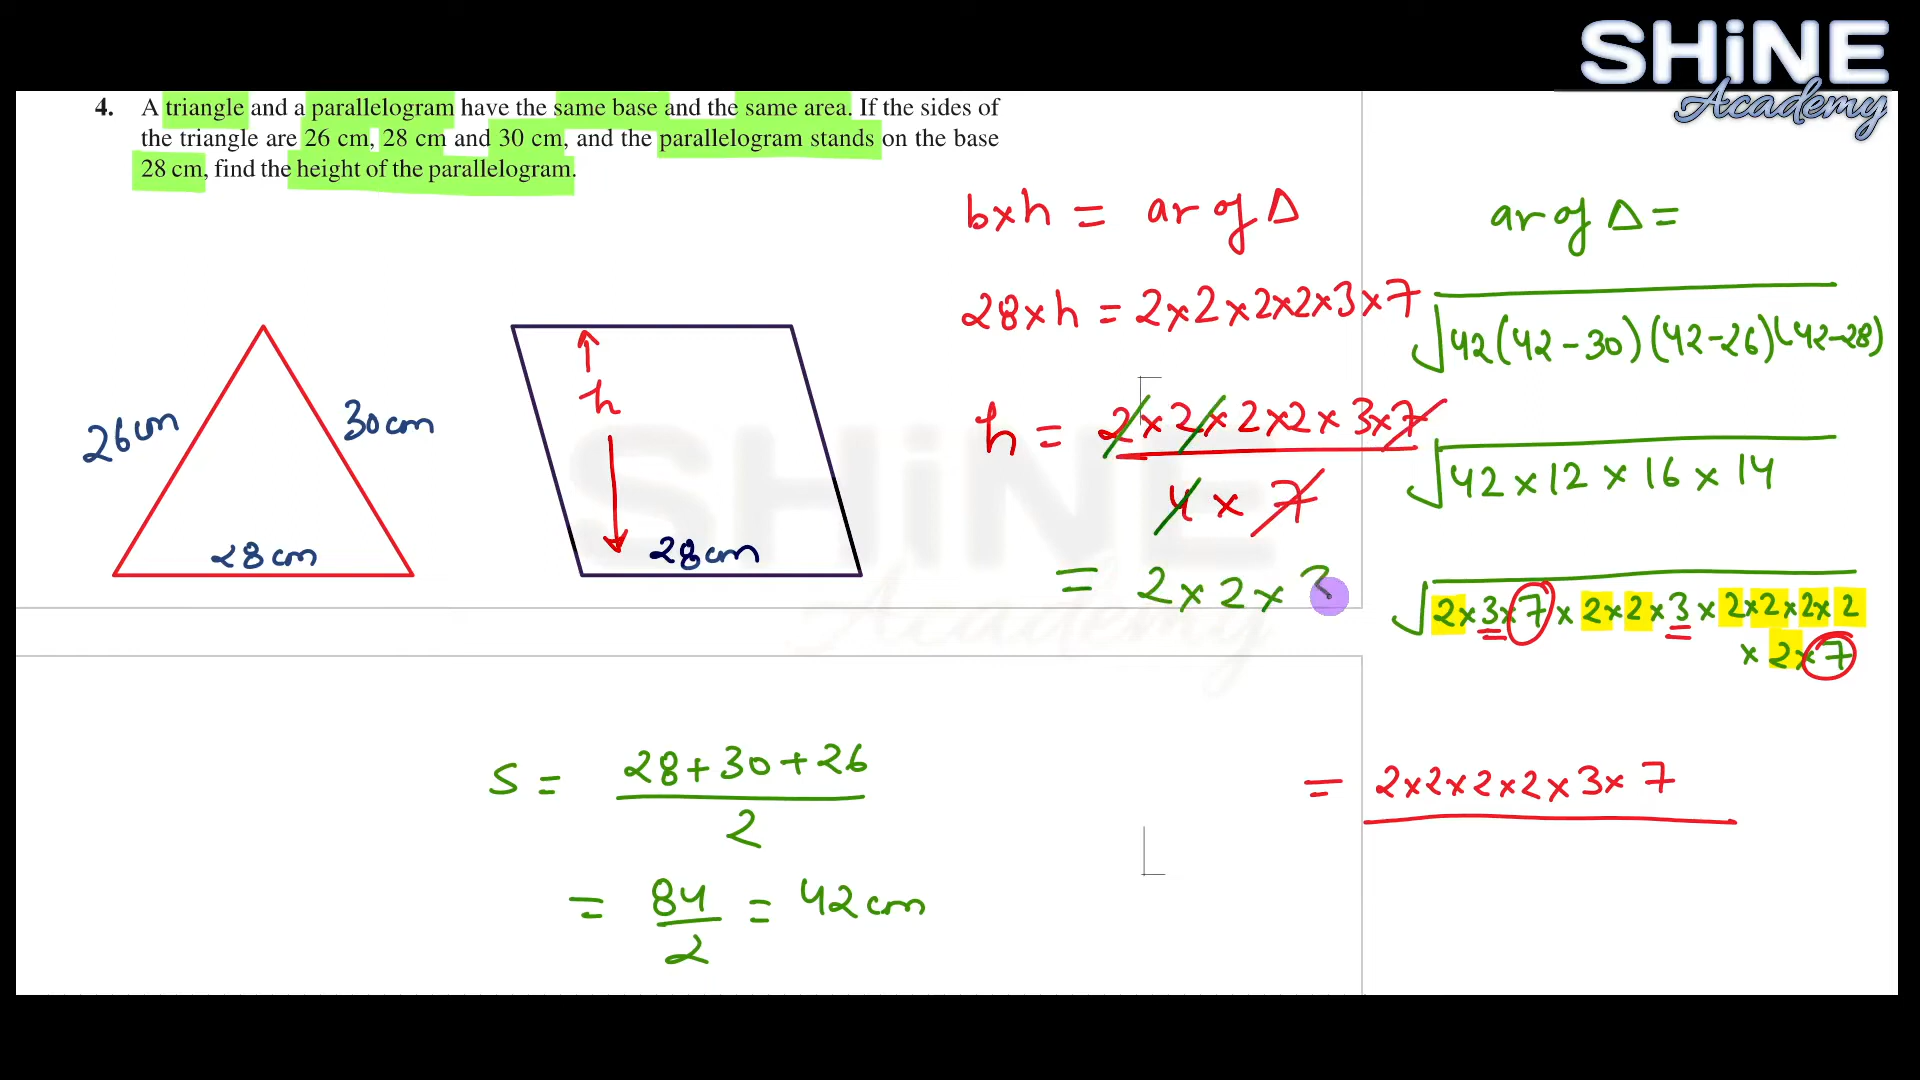 SHiNE
Academy
4. A triangle and a parallelogram have the same base and the same area. If the sides of
the triangle are 26 cm, 28 cm and 30 cm, and the parallelogram stands on the base
28 cm, find the height of the parallelogram.
b×h = ar of Δ
28×h = 2×2×2×2×3×7
h = 2×2×2×2×3×7
4 × 7
= 2×2×3
ar of Δ =
√42(42-30)(42-26)(42-28)
√42×12×16×14
√2×3×7×2×2×3×2×2×2×2
×2×7
= 2×2×2×2×3×7
26cm
30cm
28cm
h
28cm
SHiNE
Academy
S = 28+30+26
2
= 84 = 42cm
2